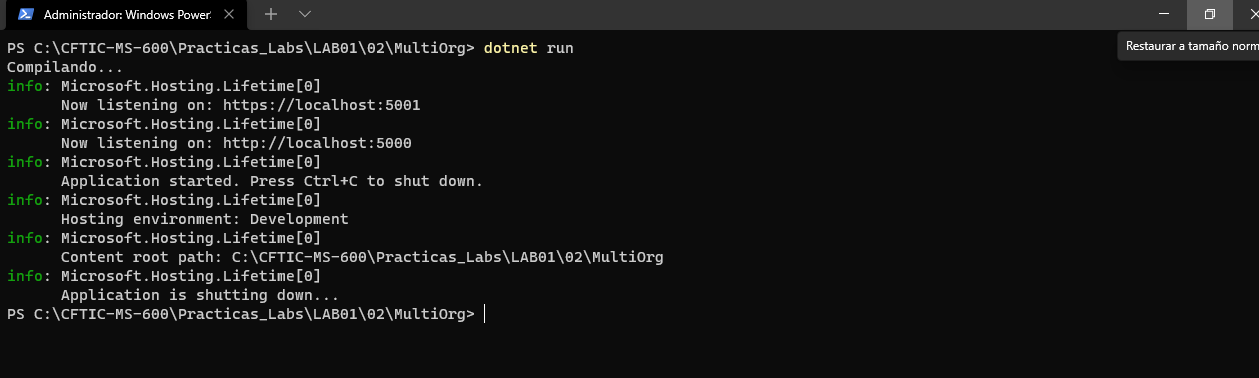 Administrador: Windows PowerS
Restaurar a tamaño norm
PS C:\CFTIC-MS-600\Practicas_Labs\LAB01\02\MultiOrg> dotnet run
Compilando...
info: Microsoft.Hosting.Lifetime[0]
      Now listening on: https://localhost:5001
info: Microsoft.Hosting.Lifetime[0]
      Now listening on: http://localhost:5000
info: Microsoft.Hosting.Lifetime[0]
      Application started. Press Ctrl+C to shut down.
info: Microsoft.Hosting.Lifetime[0]
      Hosting environment: Development
info: Microsoft.Hosting.Lifetime[0]
      Content root path: C:\CFTIC-MS-600\Practicas_Labs\LAB01\02\MultiOrg
info: Microsoft.Hosting.Lifetime[0]
      Application is shutting down...
PS C:\CFTIC-MS-600\Practicas_Labs\LAB01\02\MultiOrg>